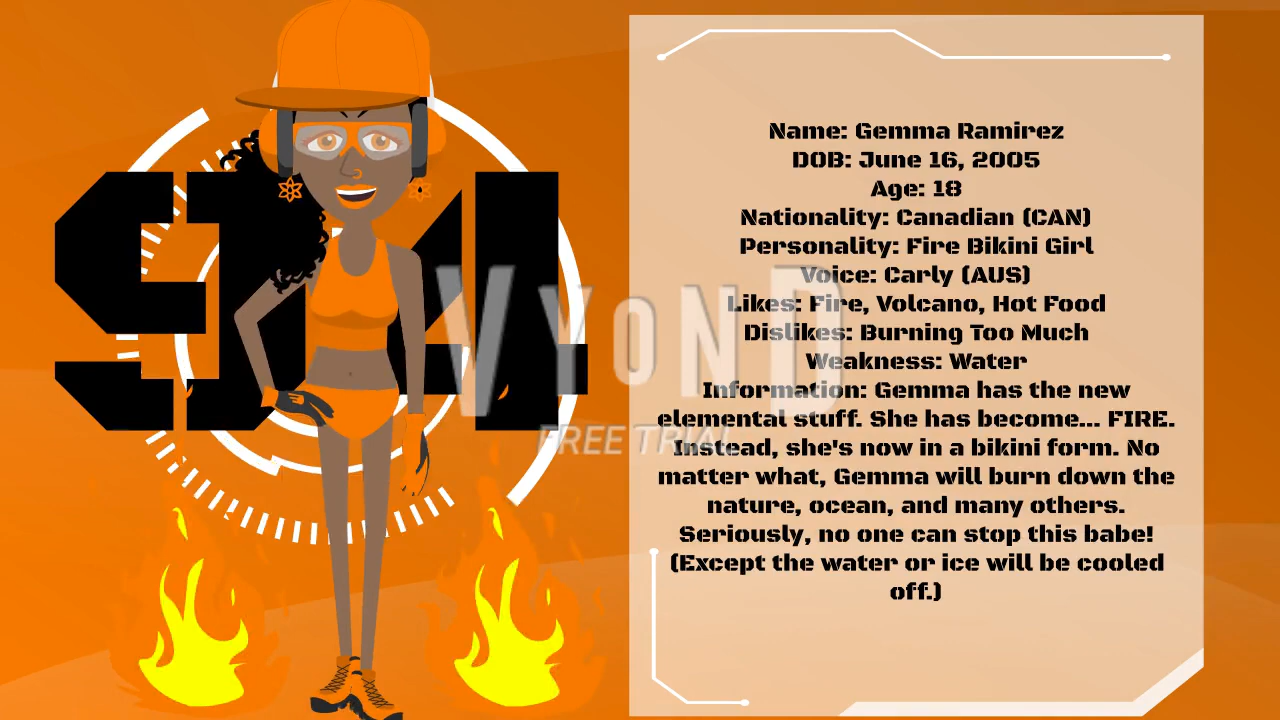 914
Name: Gemma Ramirez
DOB: June 16, 2005
Age: 18
Nationality: Canadian (CAN)
Personality: Fire Bikini Girl
Voice: Carly (AUS)
Likes: Fire, Volcano, Hot Food
Dislikes: Burning Too Much
Weakness: Water
Information: Gemma has the new
elemental stuff. She has become... FIRE.
Instead, she's now in a bikini form. No
matter what, Gemma will burn down the
nature, ocean, and many others.
Seriously, no one can stop this babe!
(Except the water or ice will be cooled
off.)
VYOND
FREE TRIAL